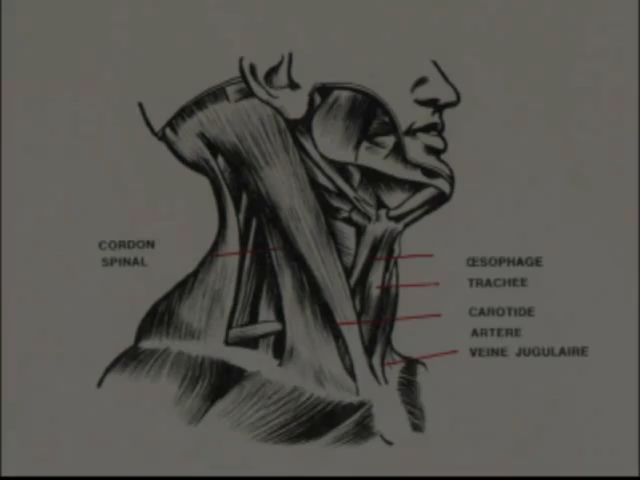 CORDON
SPINAL
ŒSOPHAGE
TRACHEE
CAROTIDE
ARTERE
VEINE JUGULAIRE